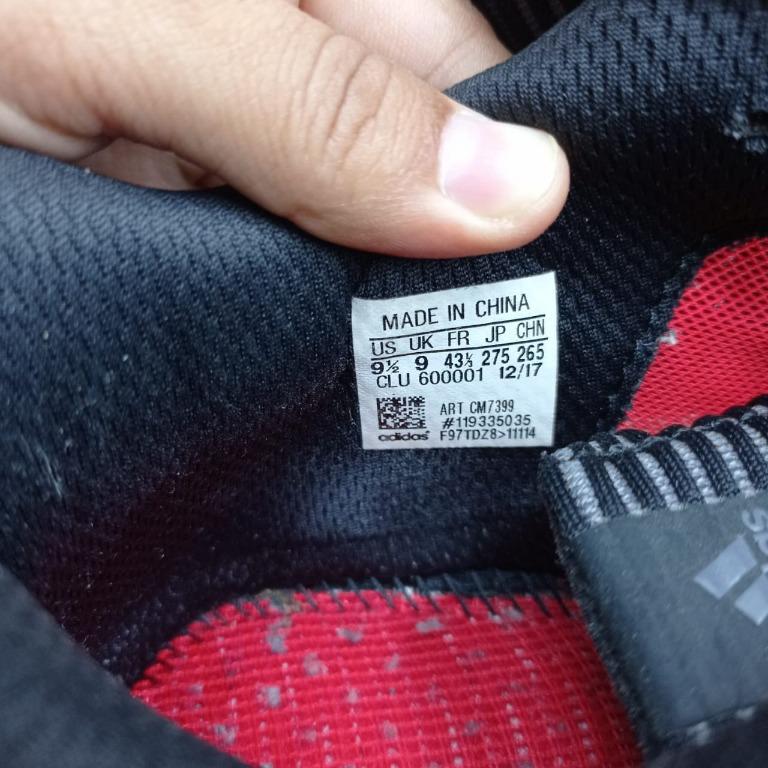 MADE IN CHINA
US UK FR JP CHN
9½ 9 43⅓ 275 265
CLU 600001 12/17
ART CM7399
#119335035
adidas F97TDZ8>11114